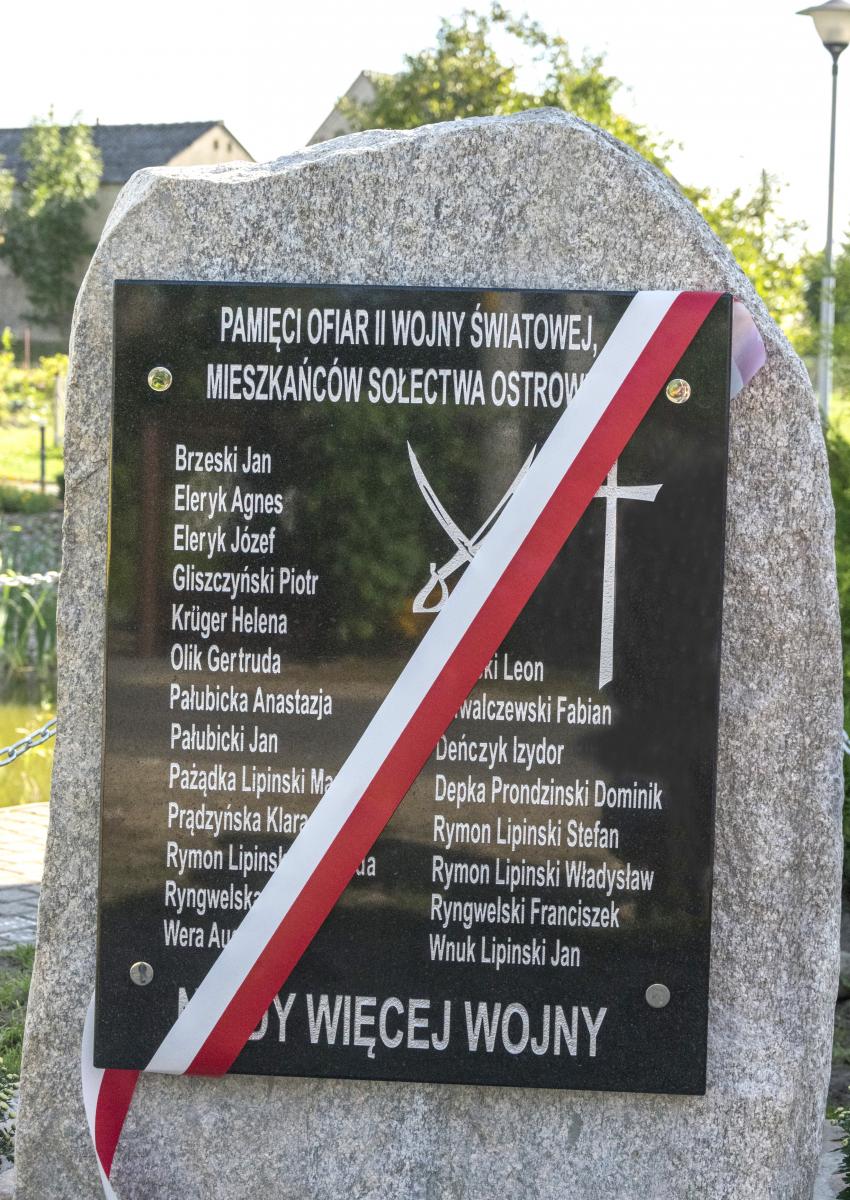 PAMIĘCI OFIAR II WOJNY ŚWIATOWEJ,
MIESZKAŃCÓW SOŁECTWA
Brzeski Jan
Eleryk Agnes
Eleryk Józef
Gliszczyński Piotr
Krüger Helena
Olik Gertruda
Pałubicka Anastazja
Pałubicki Jan
Pażądka Lipinski
Prądzyńska Klara
Rymon
Ryngwelska
Wera
Leon
Fabian
Deńczyk Izydor
Depka Prondzinski Dominik
Rymon Lipinski Stefan
Rymon Lipinski Władysław
Ryngwelski Franciszek
Wnuk Lipinski Jan
WIĘCEJ WOJNY